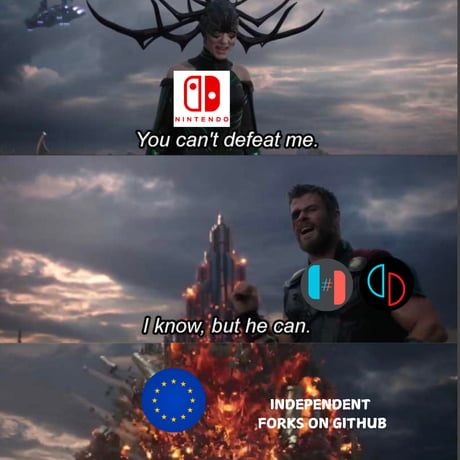 NINTENDO
You can't defeat me.
#
I know, but he can.
INDEPENDENT
FORKS ON GITHUB